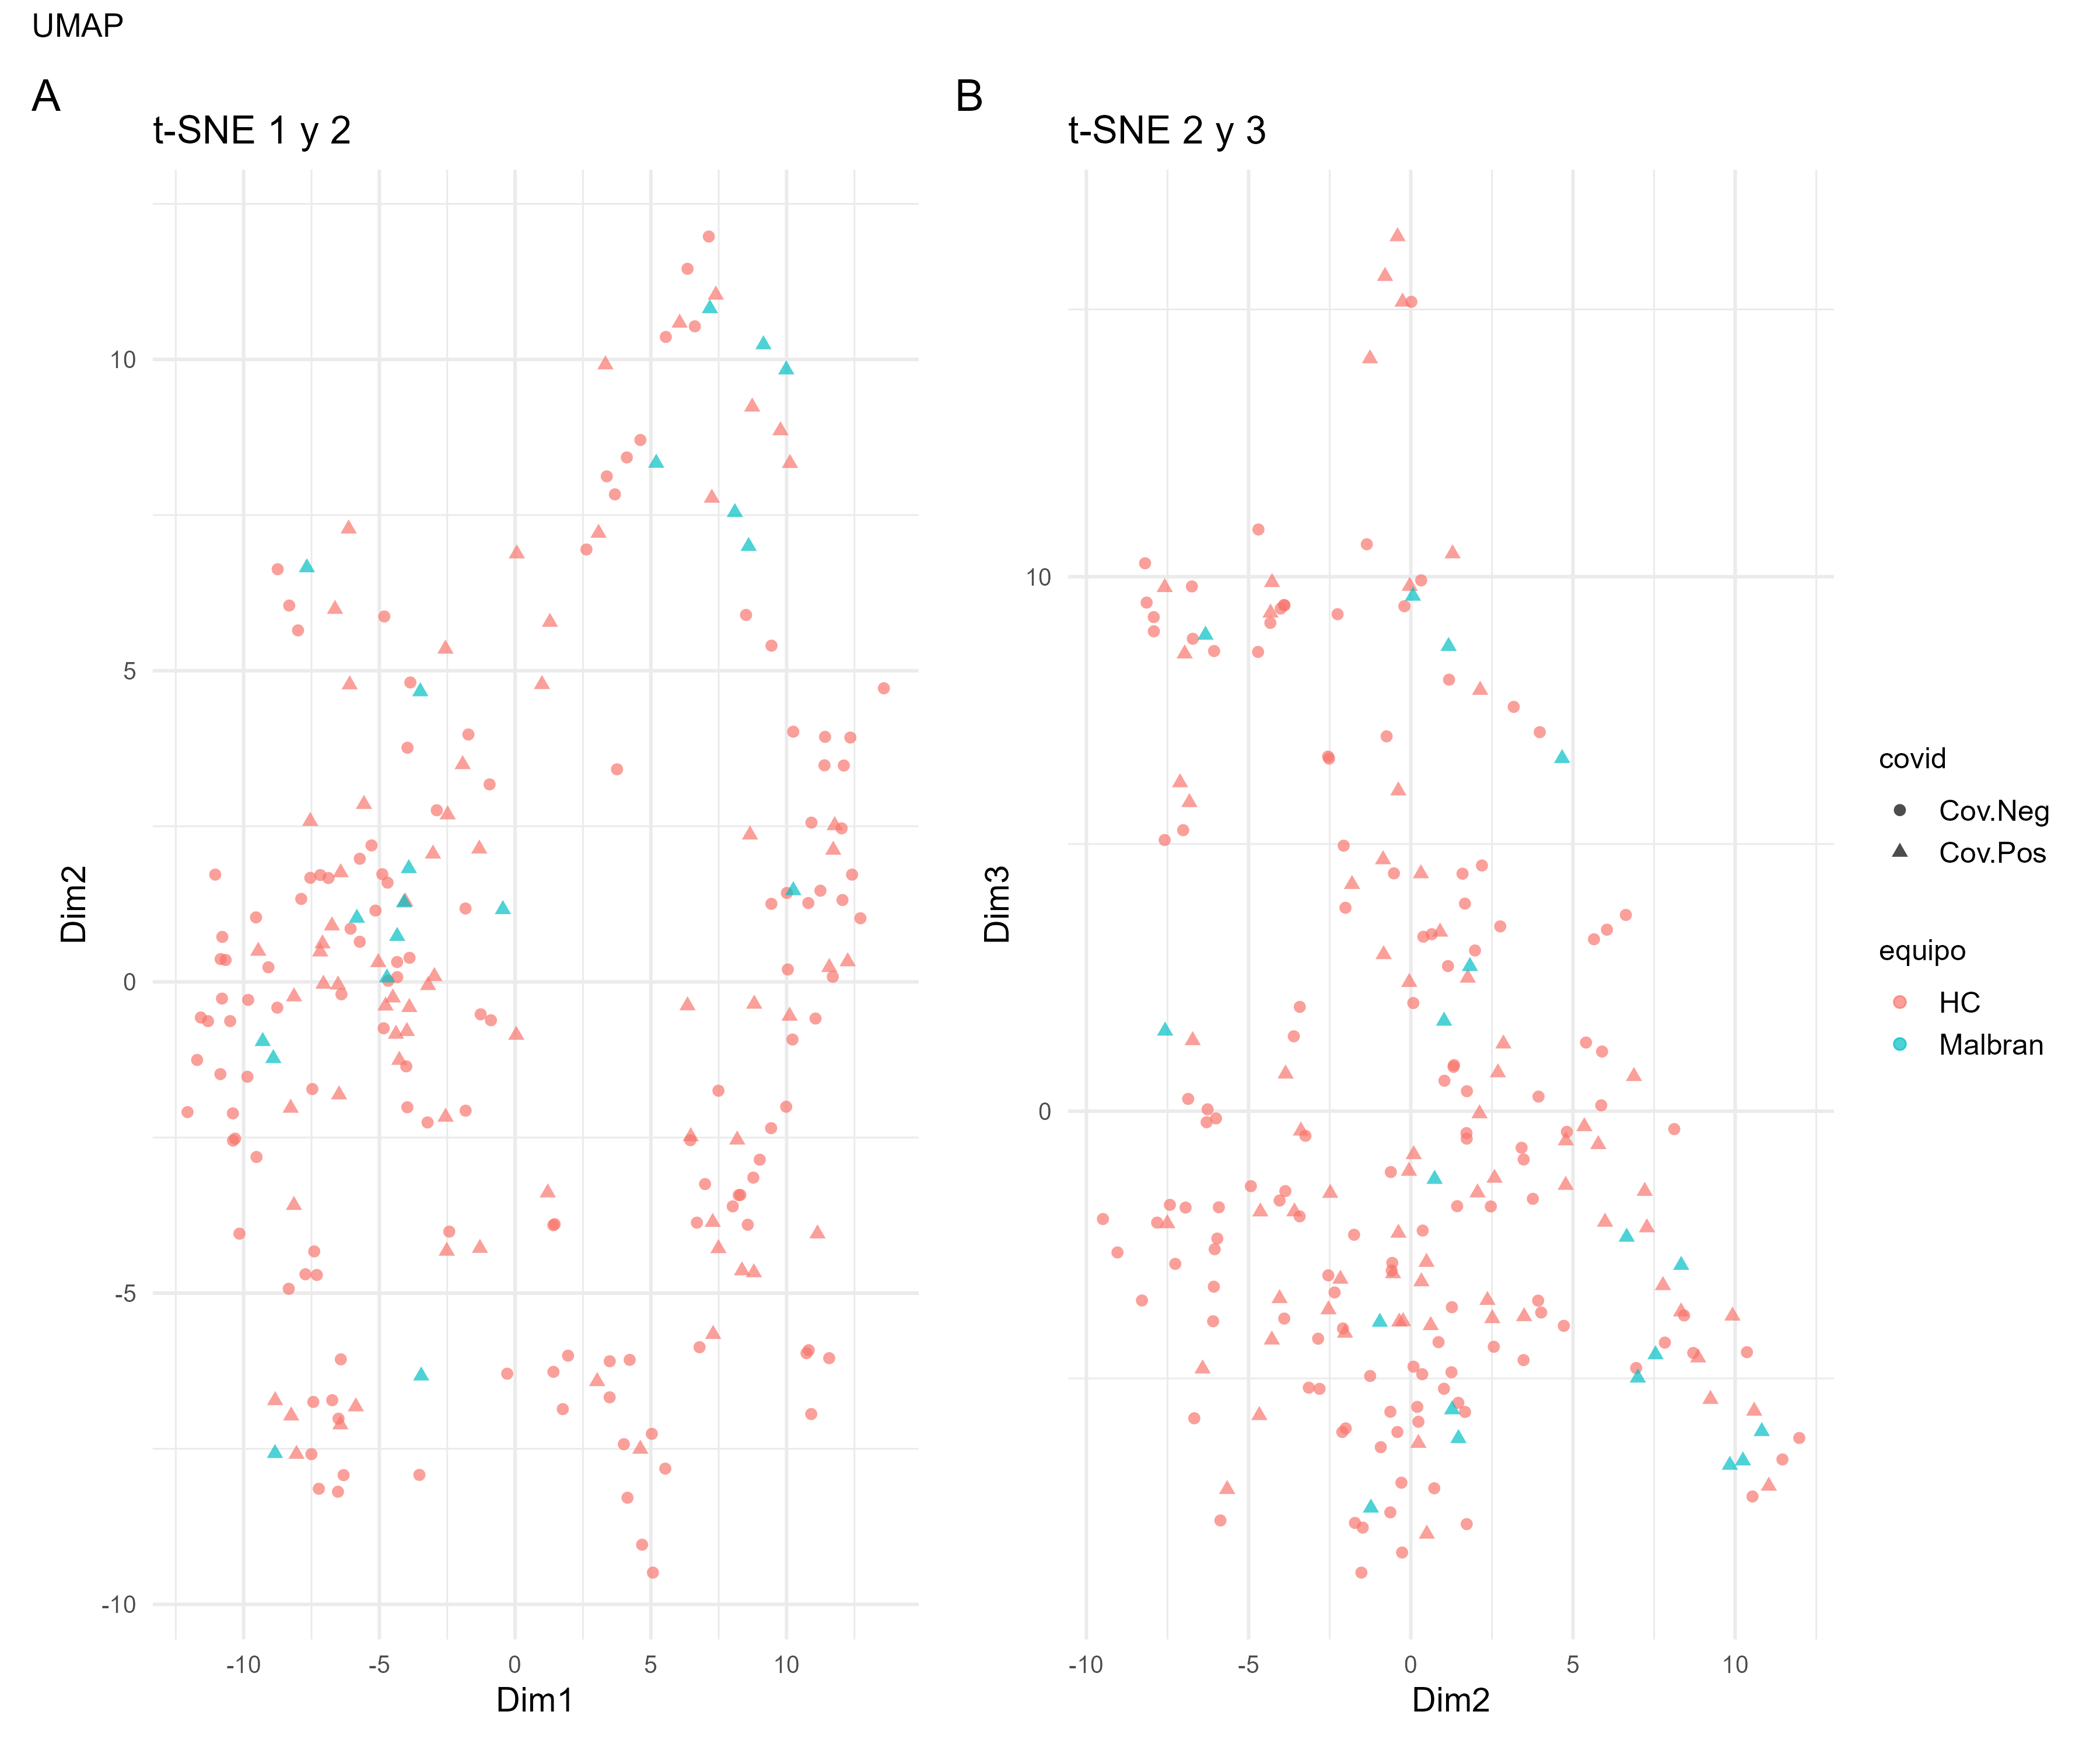 UMAP
A
t-SNE 1 y 2
10
5
0
-5
-10
Dim2
-10 -5 0 5 10
Dim1
B
t-SNE 2 y 3
10
0
Dim3
-10 -5 0 5 10
Dim2
covid
Cov.Neg
Cov.Pos
equipo
HC
Malbran